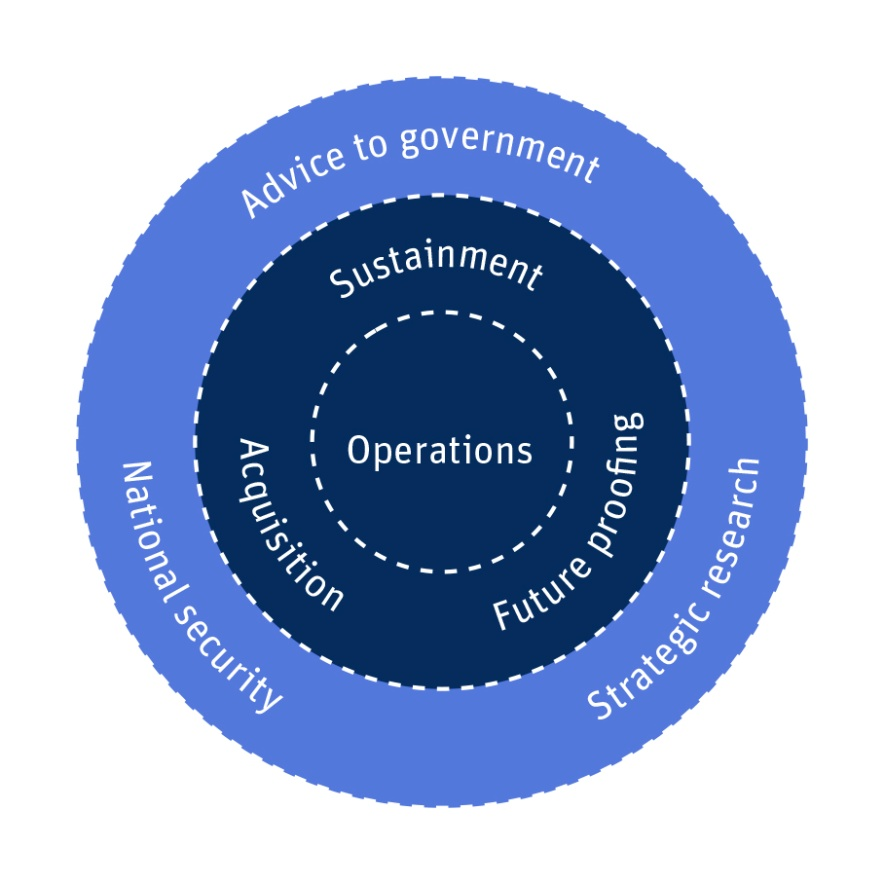 Advice to government
Sustainment
Operations
Acquisition
Future proofing
National security
Strategic research